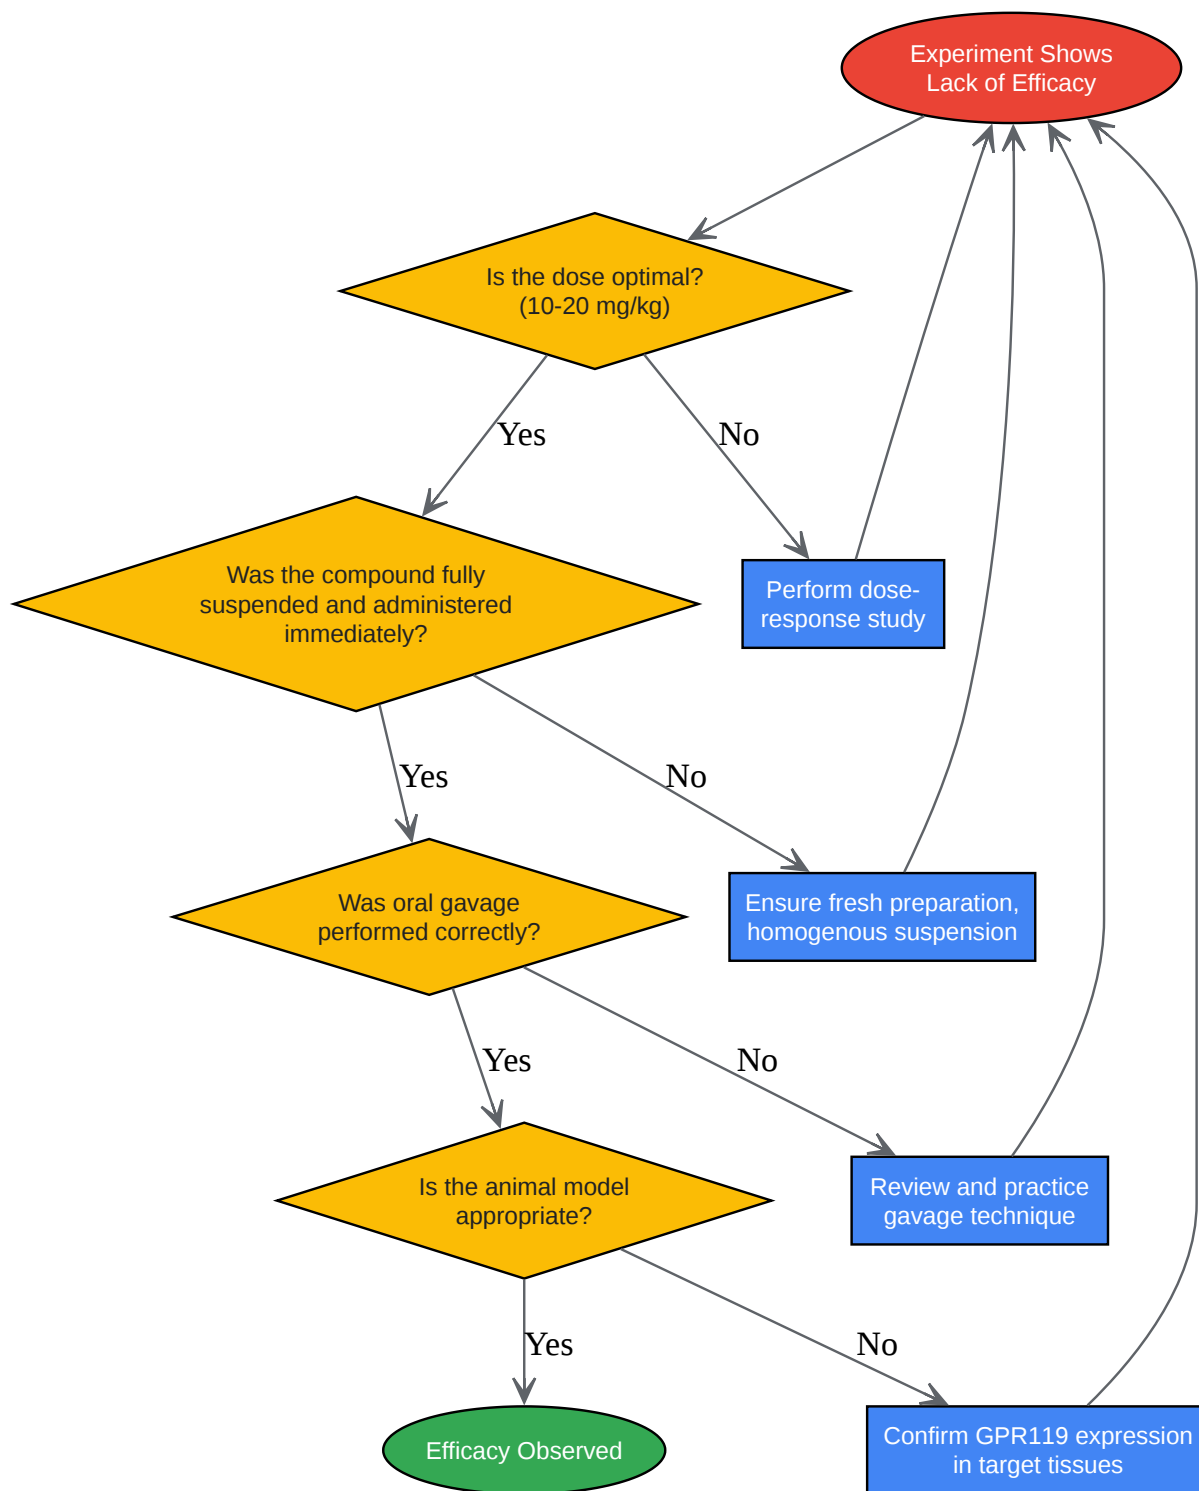 Experiment Shows
Lack of Efficacy
Is the dose optimal?
(10-20 mg/kg)
Yes
No
Was the compound fully
suspended and administered
immediately?
Perform dose-
response study
Yes
No
Was oral gavage
performed correctly?
Ensure fresh preparation,
homogenous suspension
Yes
No
Is the animal model
appropriate?
Review and practice
gavage technique
Yes
No
Efficacy Observed
Confirm GPR119 expression
in target tissues